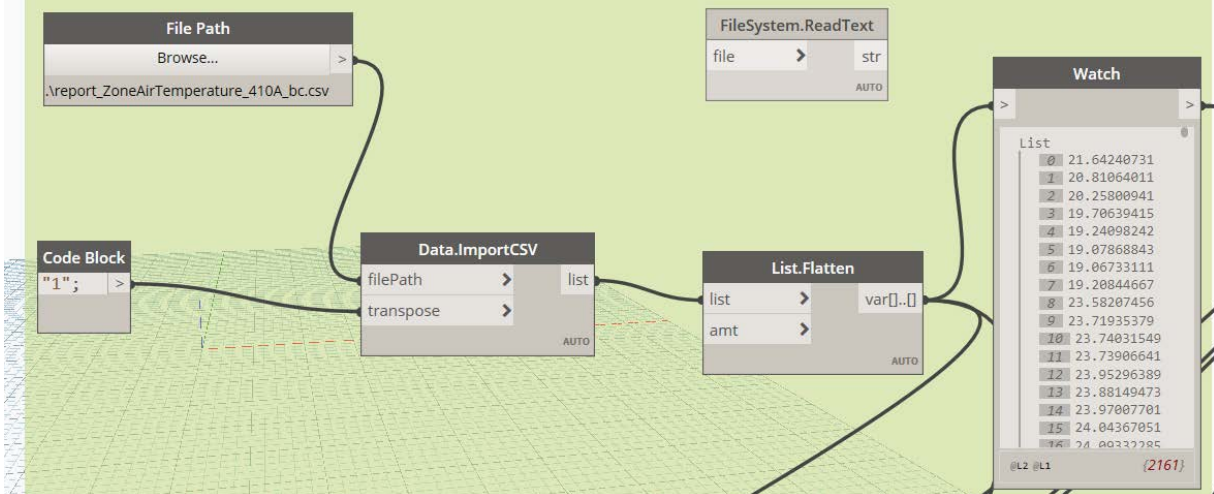 File Path
Browse...
>
.\report_ZoneAirTemperature_410A_bc.csv
FileSystem.ReadText
file > str
AUTO
Watch
> >
List
0 21.64240731
1 20.81064011
2 20.25800941
3 19.70639415
4 19.24098242
5 19.07868843
6 19.06733111
7 19.20844667
8 23.58207456
9 23.71935379
10 23.74031549
11 23.73906641
12 23.95296389
13 23.88149473
14 23.97007701
15 24.04367051
16 24.09332285
@L2 @L1 {2161}
Code Block
"1"; >
Data.ImportCSV
filePath > list
transpose >
AUTO
List.Flatten
list > var[]..[]
amt >
AUTO